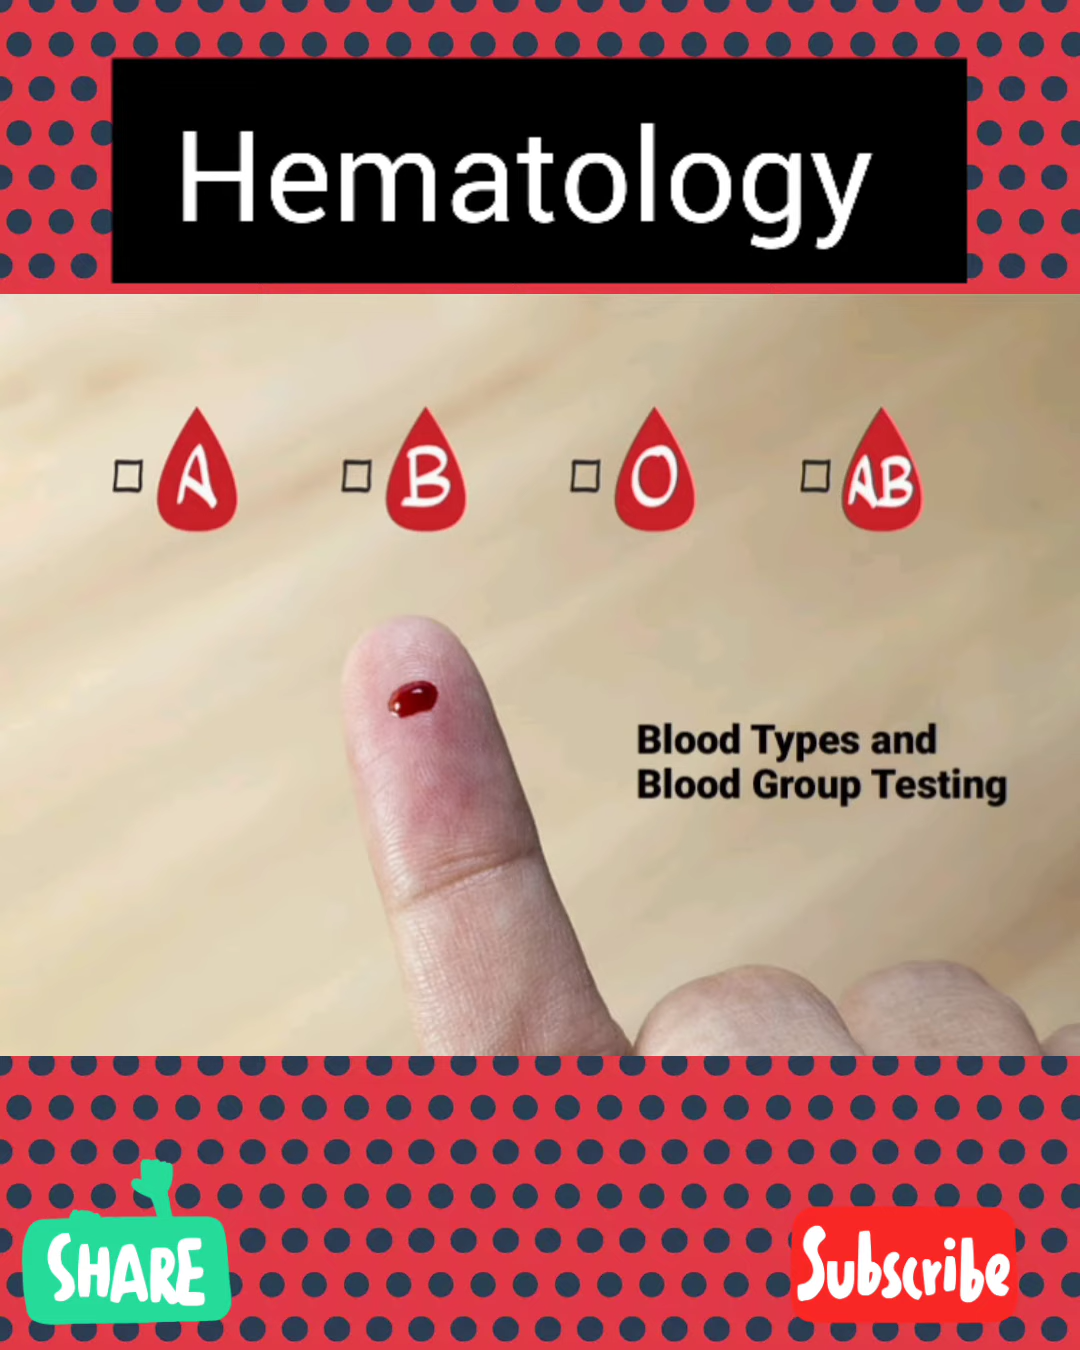 Hematology
A B O AB
Blood Types and
Blood Group Testing
SHARE
Subscribe